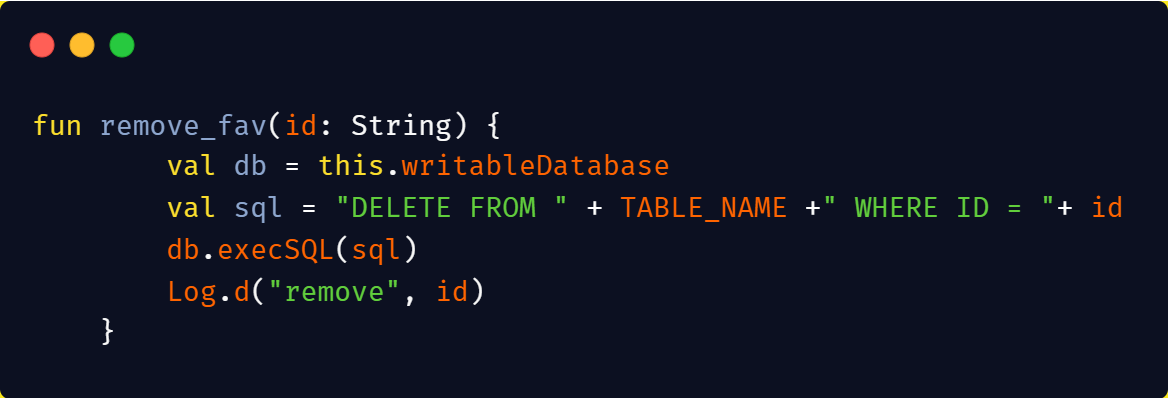 fun remove_fav(id: String) {
        val db = this.writableDatabase
        val sql = "DELETE FROM " + TABLE_NAME +" WHERE ID = "+ id
        db.execSQL(sql)
        Log.d("remove", id)
    }